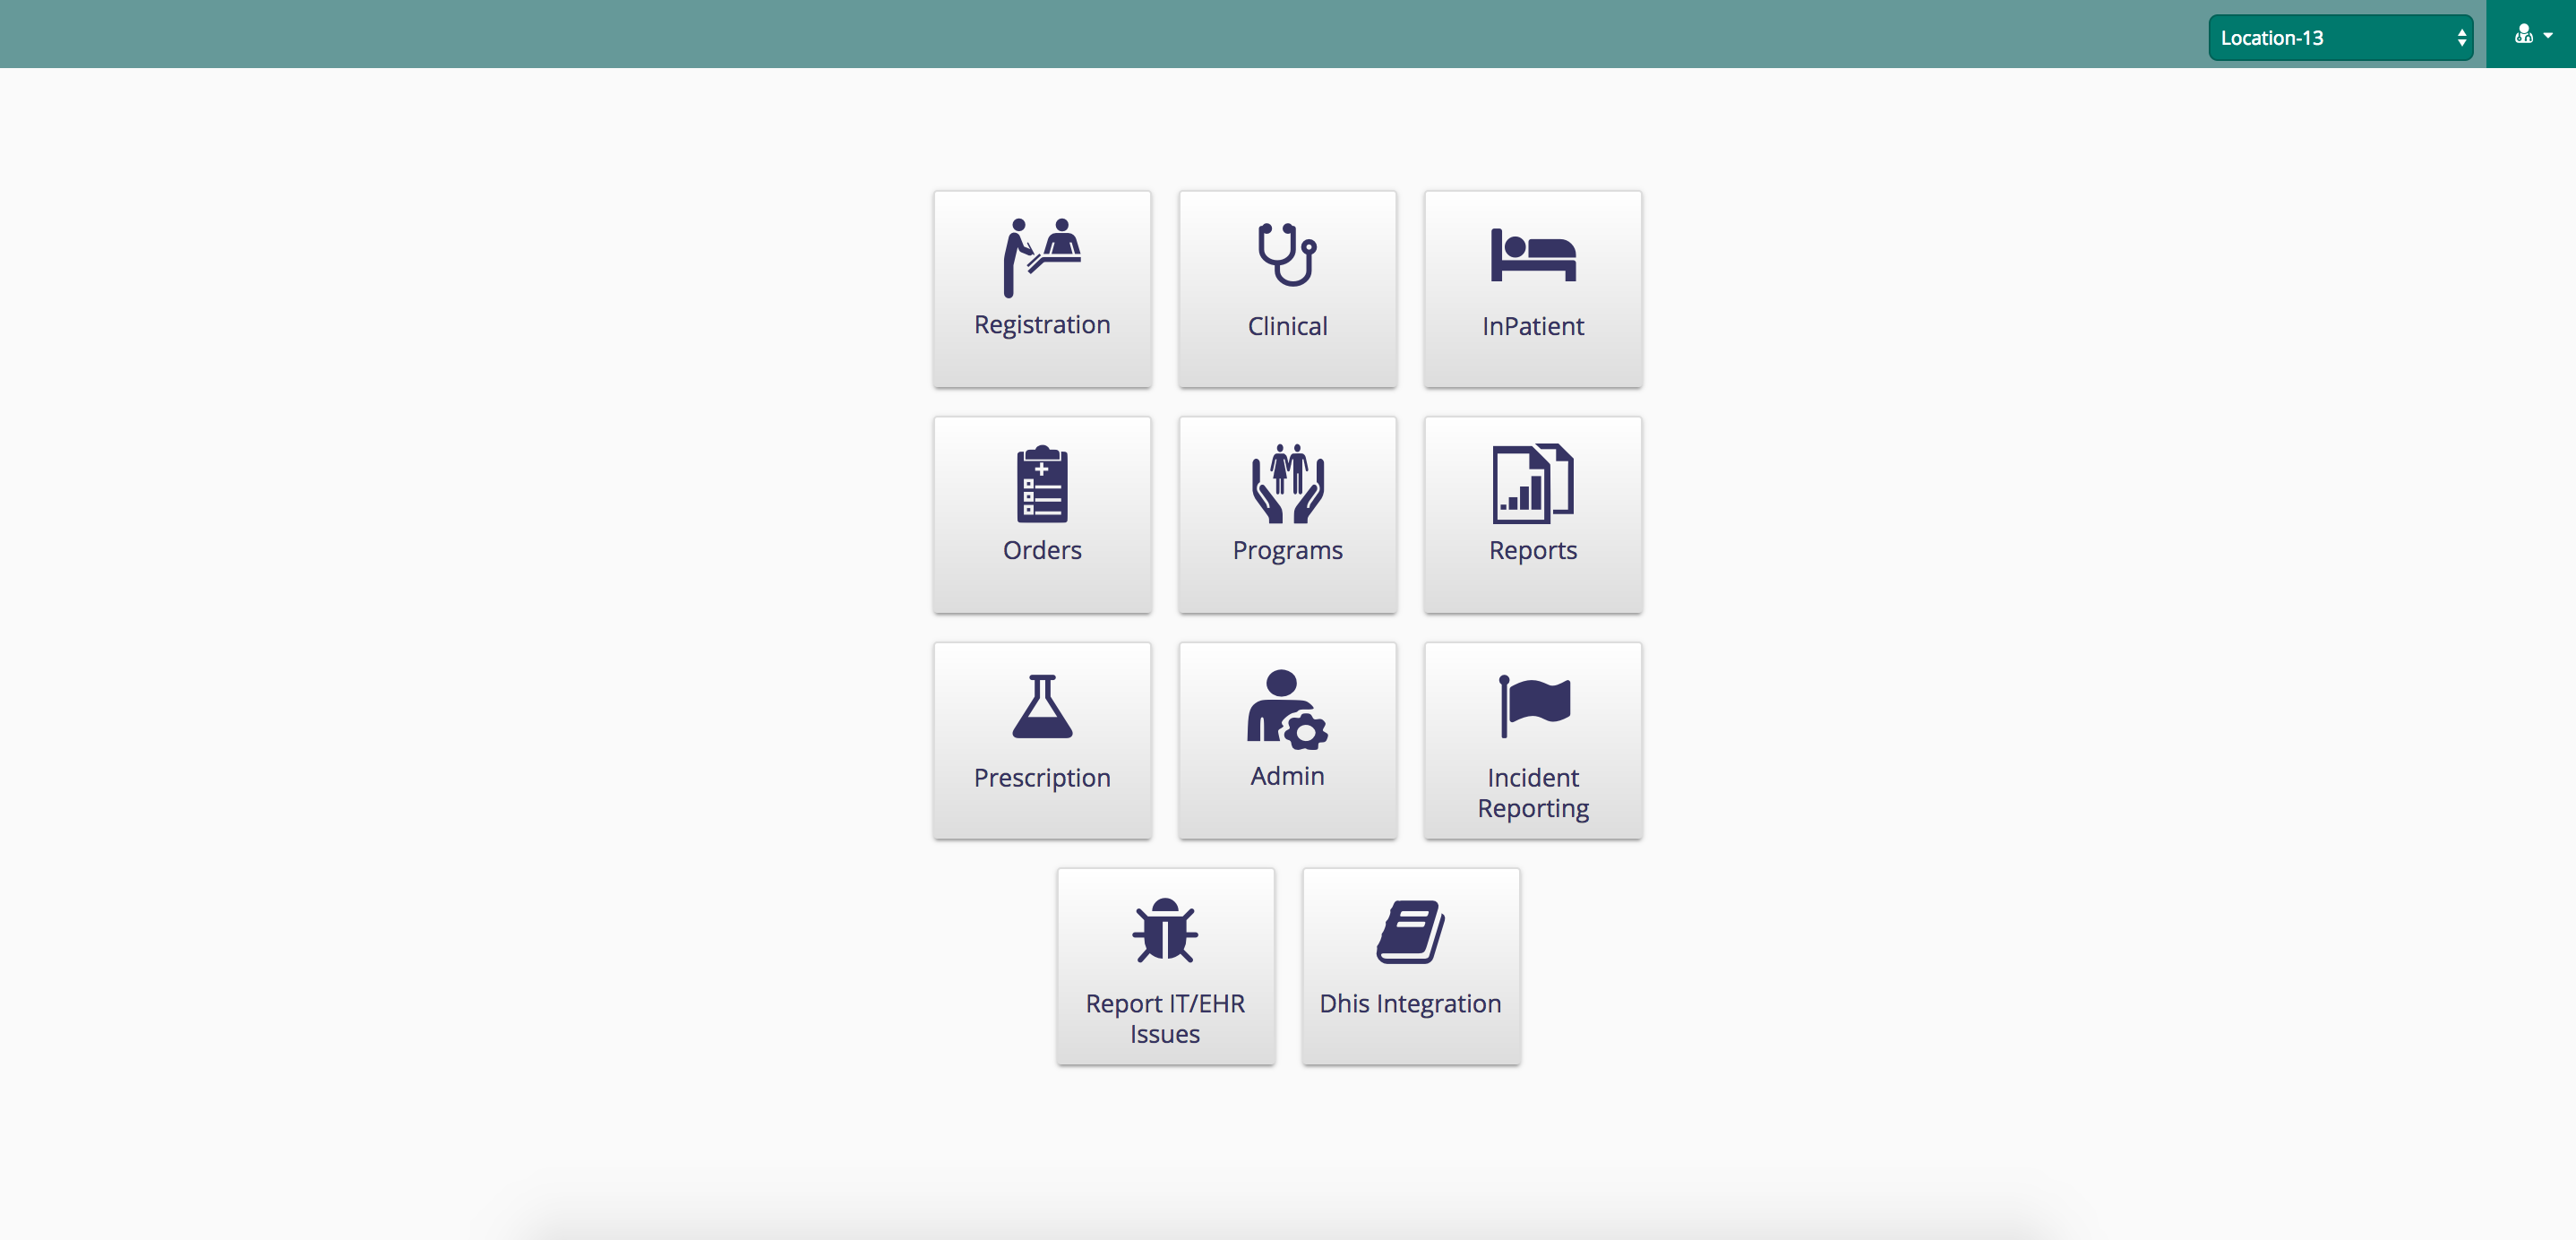 Location-13
Registration
Clinical
InPatient
Orders
Programs
Reports
Prescription
Admin
Incident
Reporting
Report IT/EHR
Issues
Dhis Integration